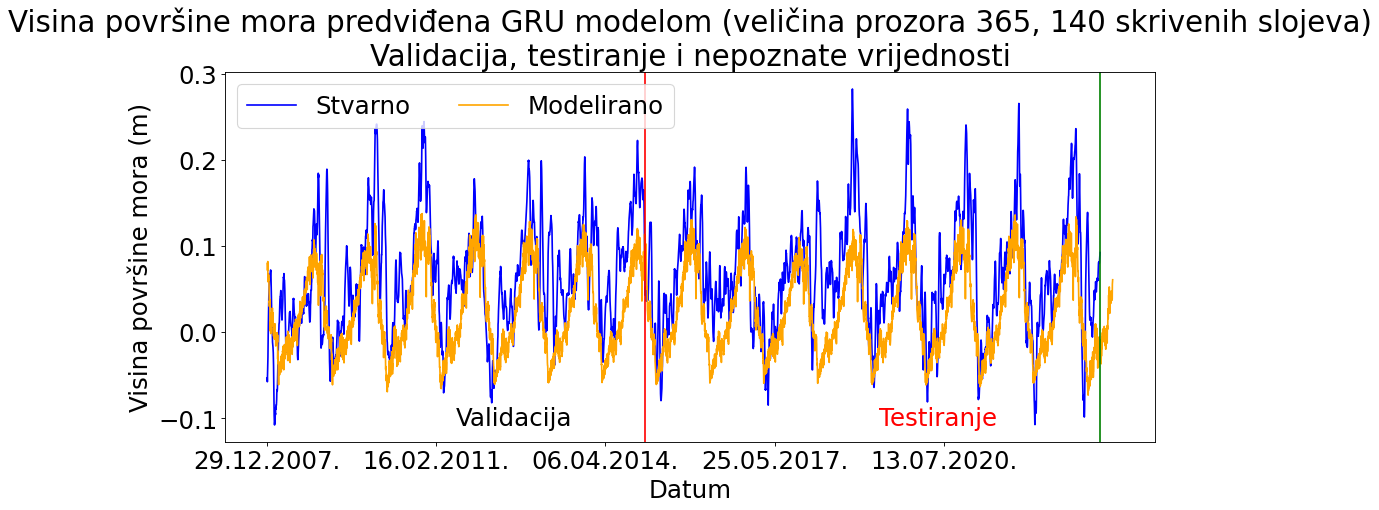 Visina površine mora predviđena GRU modelom (veličina prozora 365, 140 skrivenih slojeva)
Validacija, testiranje i nepoznate vrijednosti
Stvarno
Modelirano
Visina površine mora (m)
0.3
0.2
0.1
0.0
−0.1
Validacija
Testiranje
29.12.2007.
16.02.2011.
06.04.2014.
25.05.2017.
13.07.2020.
Datum